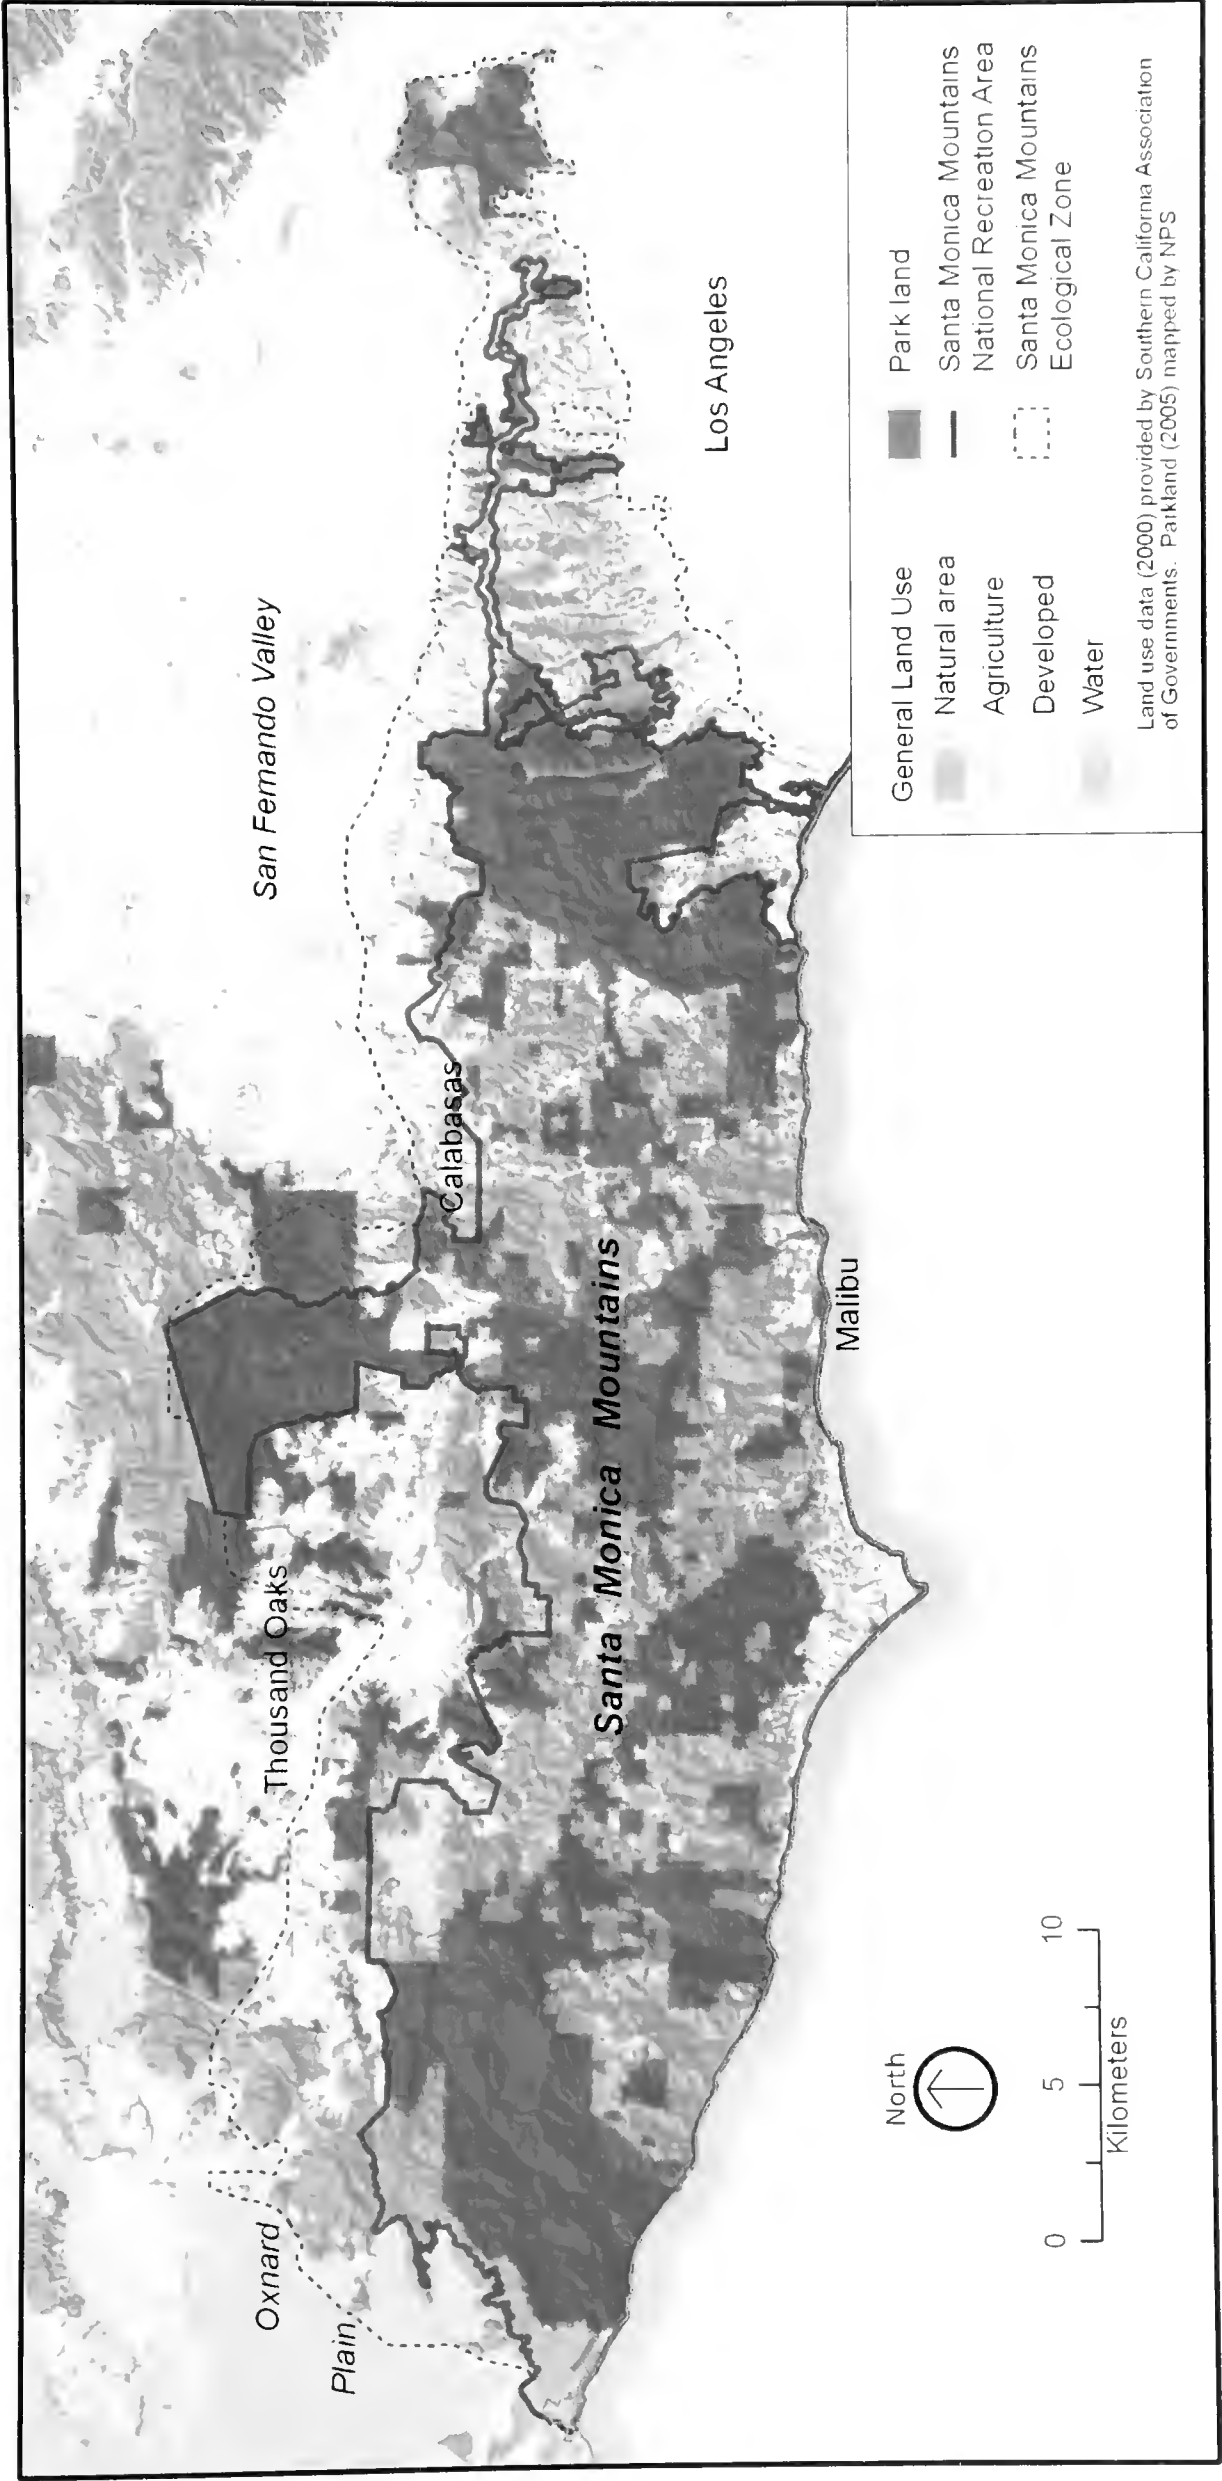 San Fernando Valley
Thousand Oaks
Oxnard
Plain
Calabasas
Los Angeles
Santa Monica Mountains
Malibu
North
0 5 10
Kilometers
General Land Use
Natural area
Agriculture
Developed
Water
Park land
Santa Monica Mountains
National Recreation Area
Santa Monica Mountains
Ecological Zone
Land use data (2000) provided by Southern California Association
of Governments. Parkland (2005) mapped by NPS